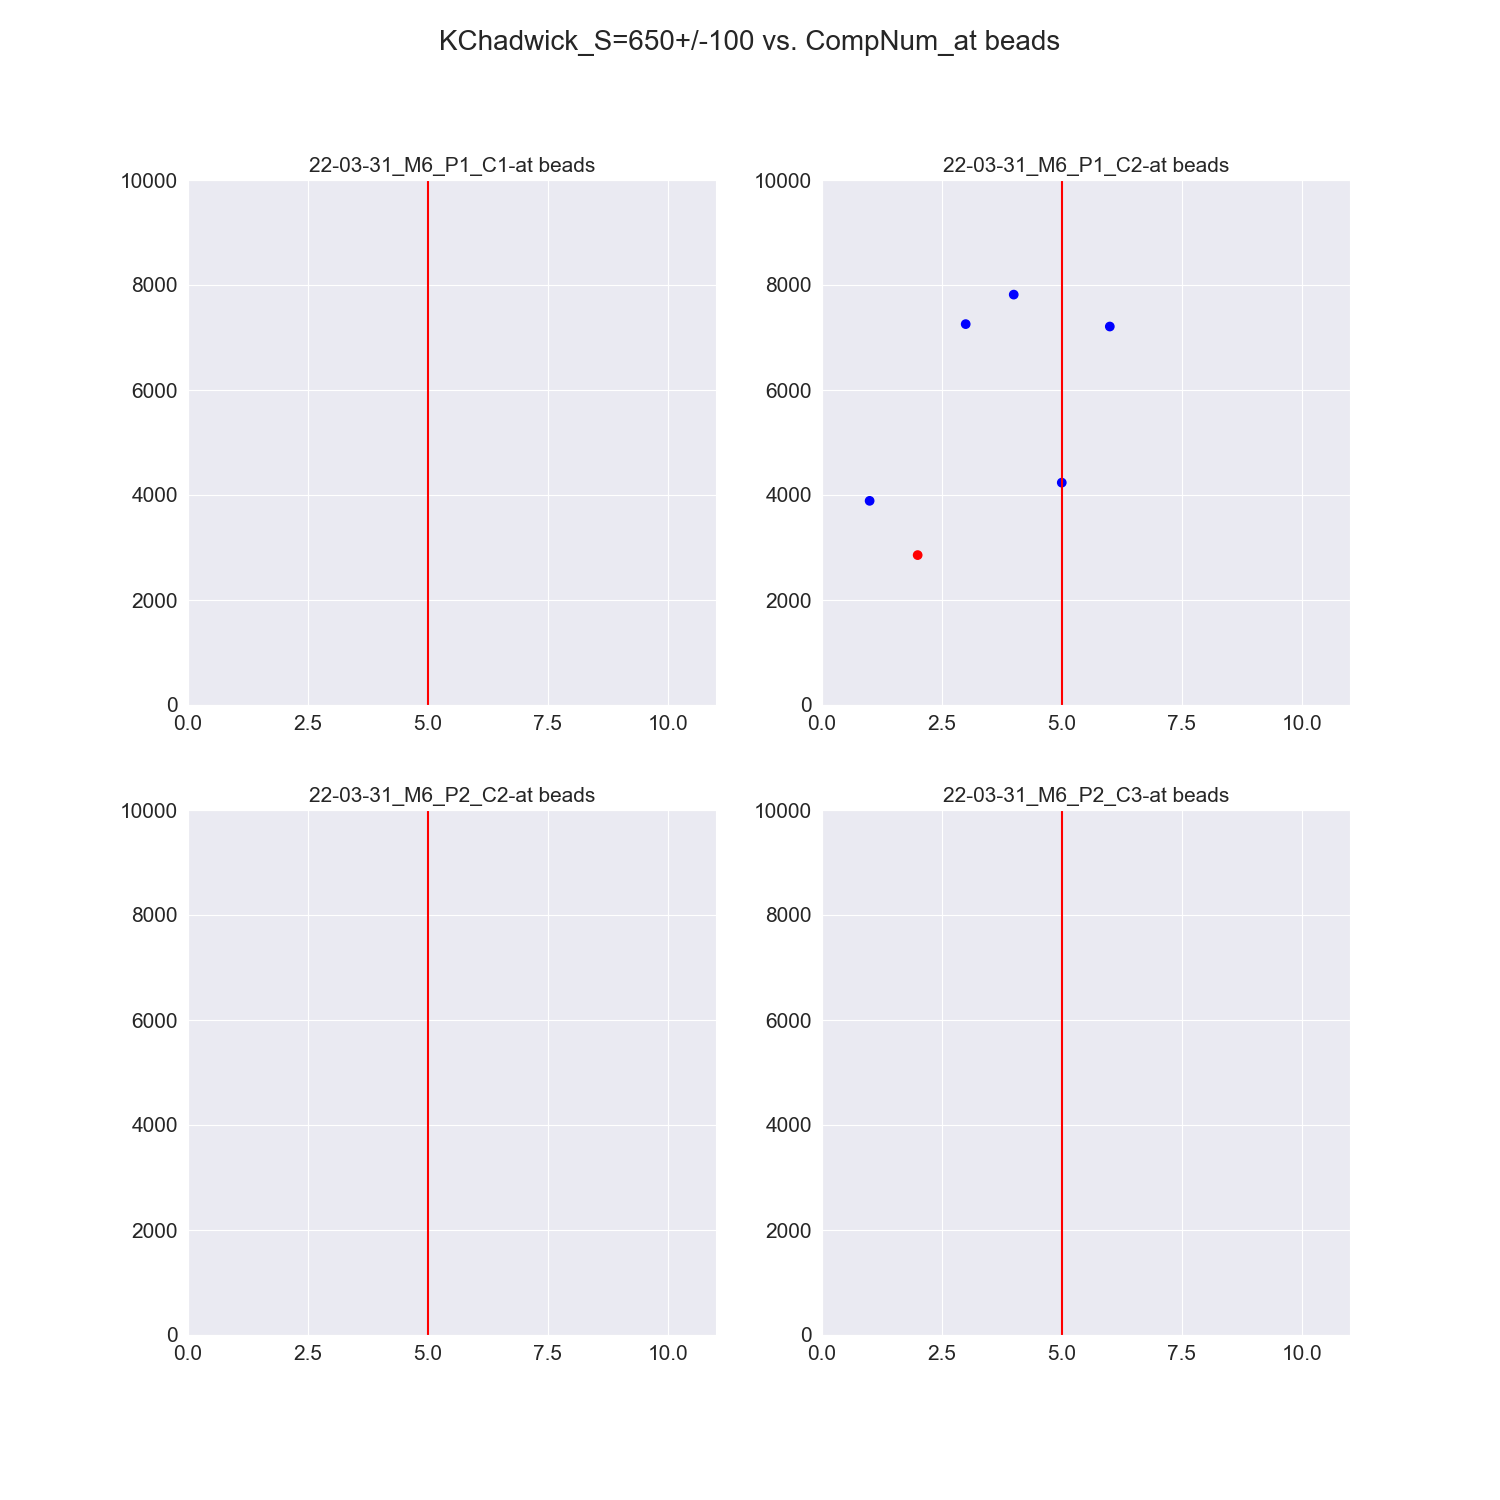 KChadwick_S=650+/-100 vs. CompNum_at beads
22-03-31_M6_P1_C1-at beads
10000
8000
6000
4000
2000
0
0.0 2.5 5.0 7.5 10.0
22-03-31_M6_P1_C2-at beads
10000
8000
6000
4000
2000
0
0.0 2.5 5.0 7.5 10.0
22-03-31_M6_P2_C2-at beads
10000
8000
6000
4000
2000
0
0.0 2.5 5.0 7.5 10.0
22-03-31_M6_P2_C3-at beads
10000
8000
6000
4000
2000
0
0.0 2.5 5.0 7.5 10.0